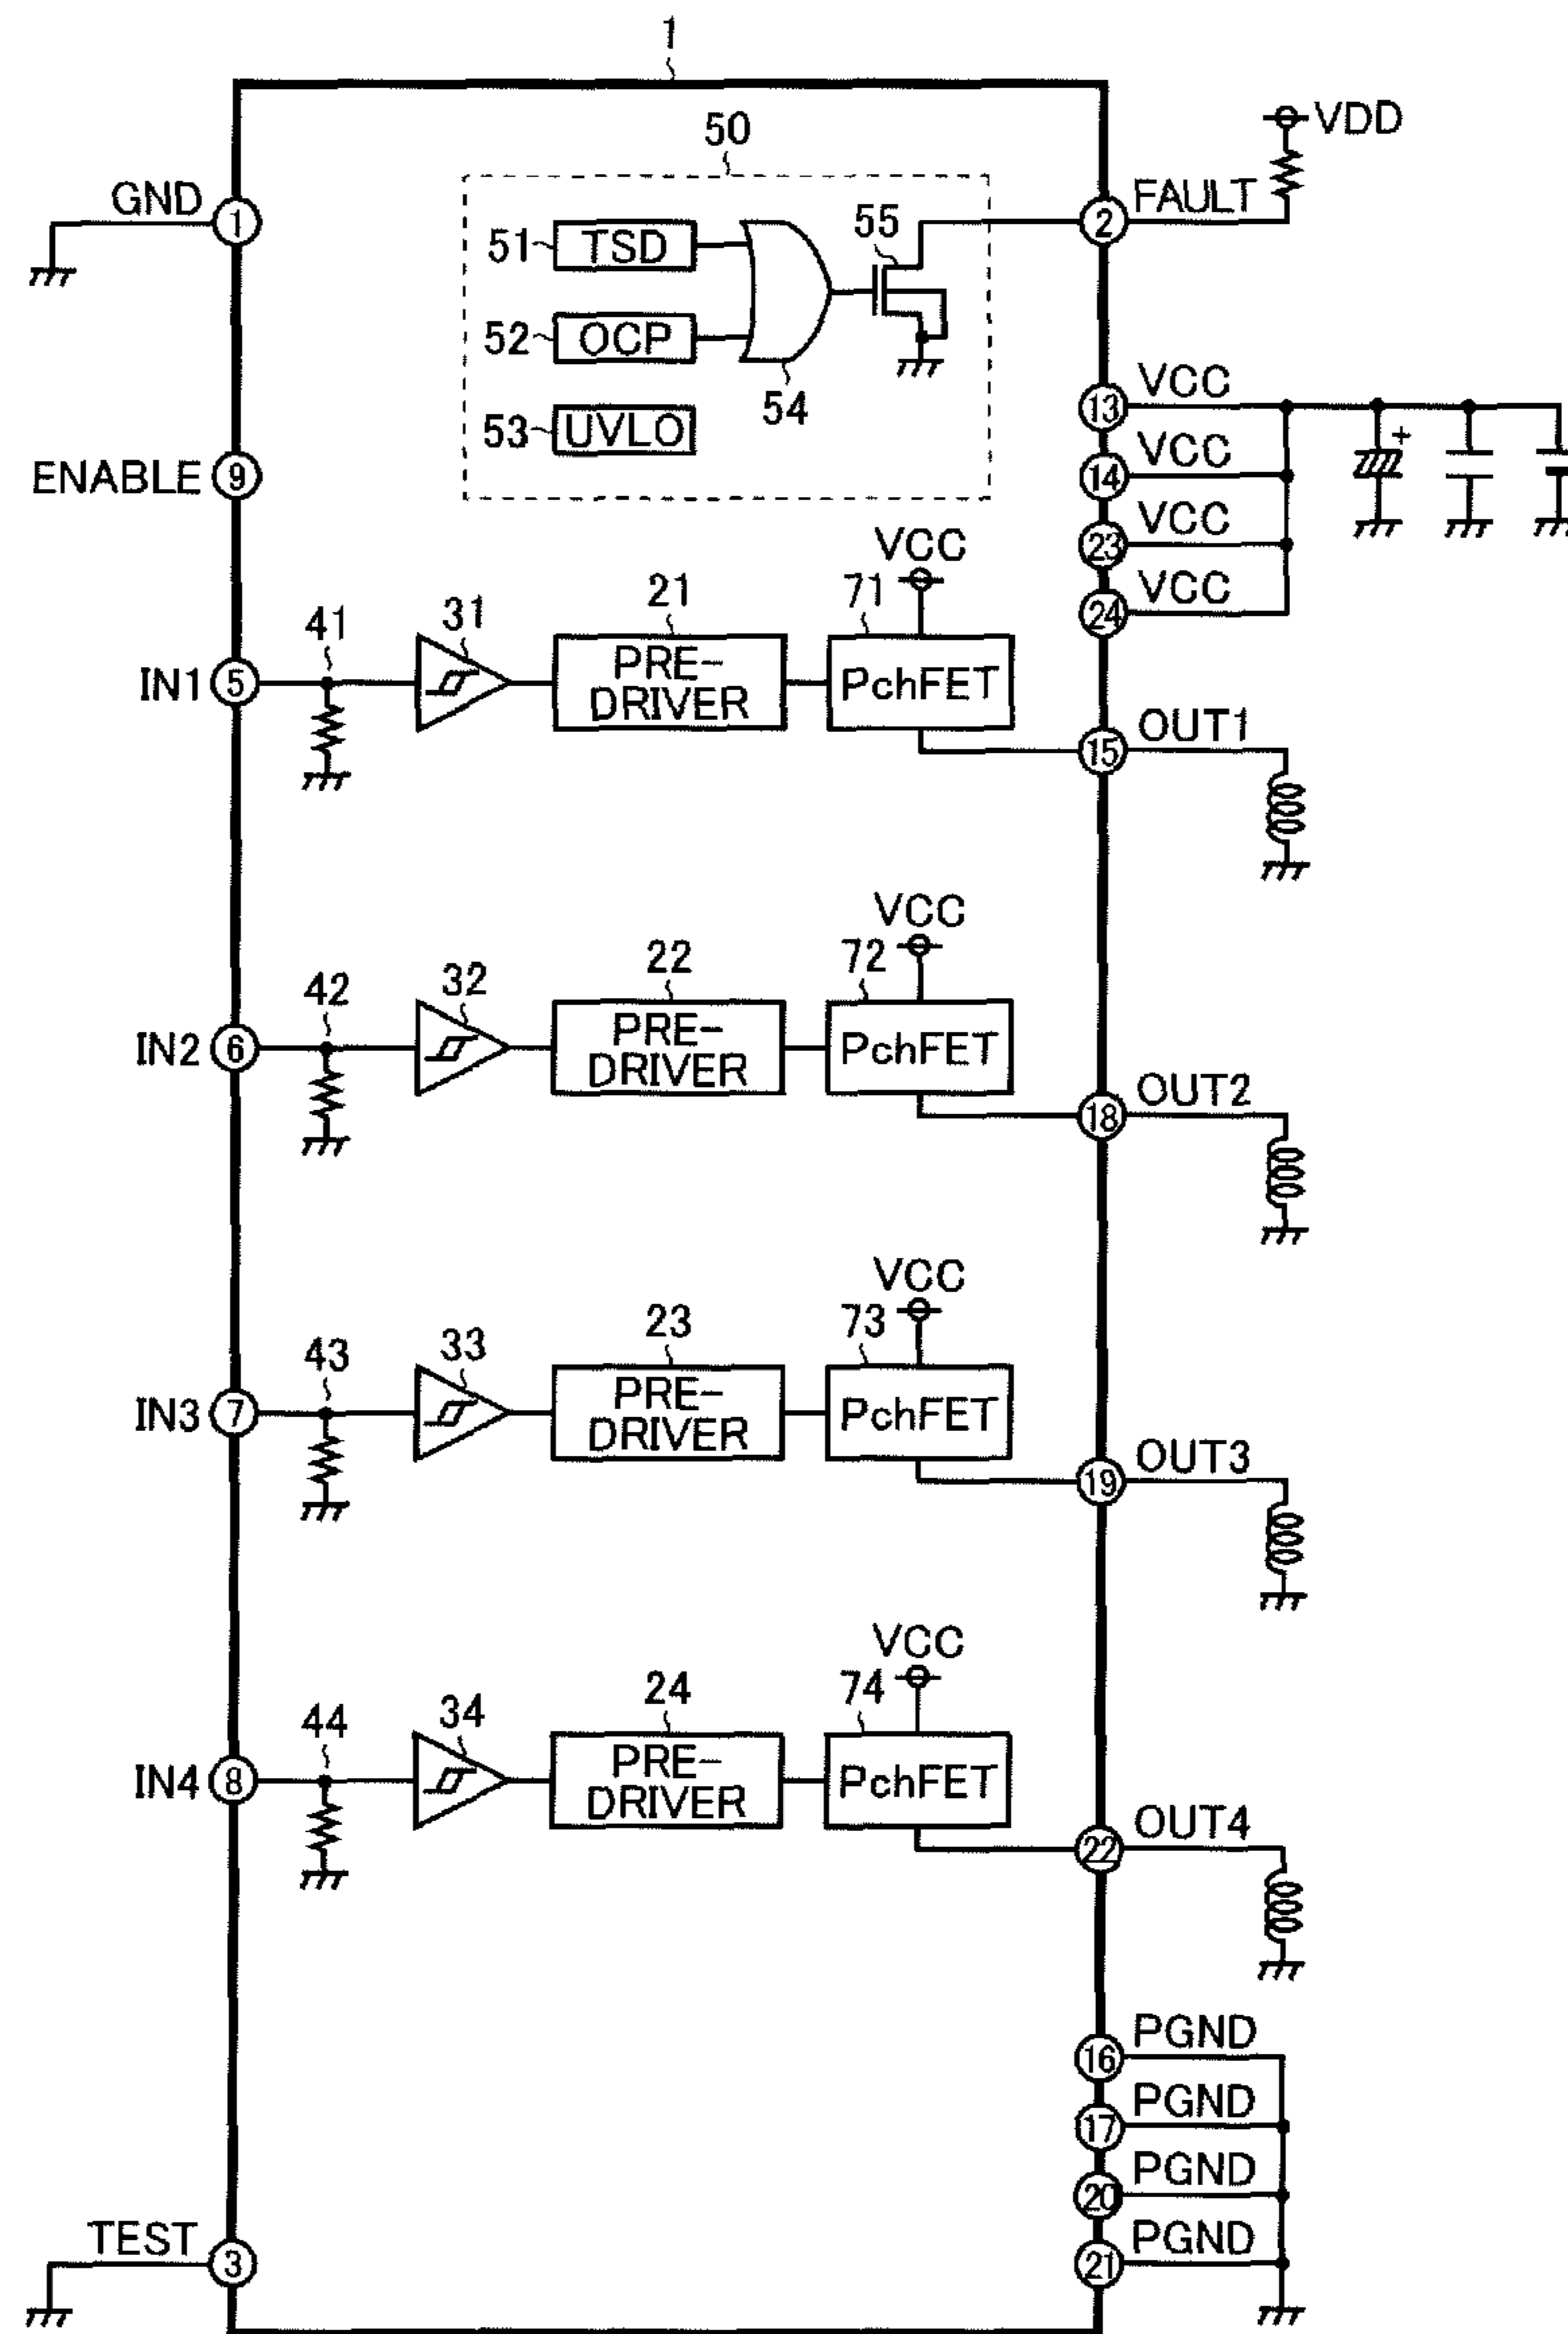 1
VDD
50
GND
1
2
FAULT
51
TSD
55
52
OCP
54
53
UVLO
13
VCC
+
ENABLE
9
14
VCC
23
VCC
24
VCC
VCC
41
31
21
71
IN1
5
PRE-
DRIVER
PchFET
15
OUT1
VCC
42
32
22
72
IN2
6
PRE-
DRIVER
PchFET
18
OUT2
VCC
43
33
23
73
IN3
7
PRE-
DRIVER
PchFET
19
OUT3
VCC
44
34
24
74
IN4
8
PRE-
DRIVER
PchFET
22
OUT4
16
PGND
17
PGND
20
PGND
TEST
3
21
PGND